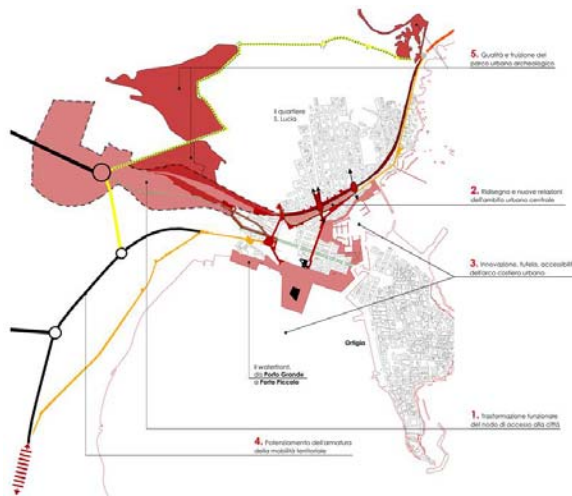 5. Qualità e fruizione del
parco urbano archeologico
il quartiere
S. Lucia
2. Ridisegno e nuove relazioni
dell'ambito urbano centrale
3. Innovazione, tutela, accessibilit
dell'arco costiero urbano
Ortigia
il waterfront,
da Porto Grande
a Porto Piccolo
1. Trasformazione funzionale
del nodo di accesso alla città
4. Potenziamento dell'armatura
della mobilità territoriale